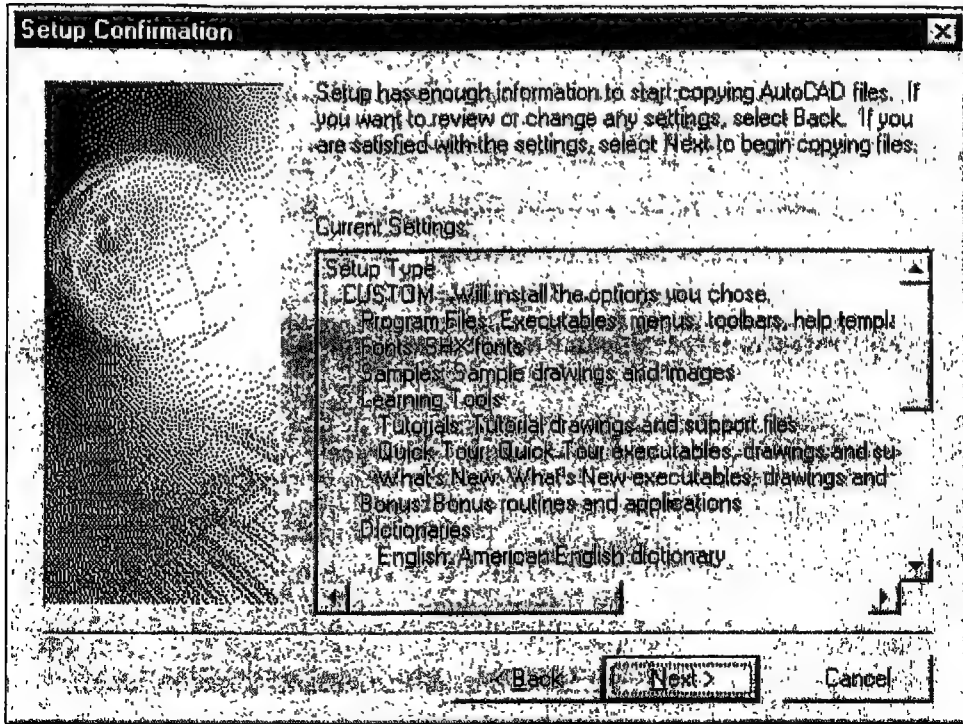 Setup Confirmation
Setup has enough information to start copying AutoCAD files. If
you want to review or change any settings, select Back. If you
are satisfied with the settings, select Next to begin copying files.
Current Settings:
Setup Type
CUSTOM - Will install the options you chose.
Program Files: Executables, menus, toolbars, help templa
Fonts: SHX fonts
Samples: Sample drawings and images
Learning Tools
Tutorials: Tutorial drawings and support files
Quick Tour: Quick Tour executables, drawings and su
What's New: What's New executables, drawings and
Bonus: Bonus routines and applications
Dictionaries
English: American English dictionary
< Back
Next >
Cancel